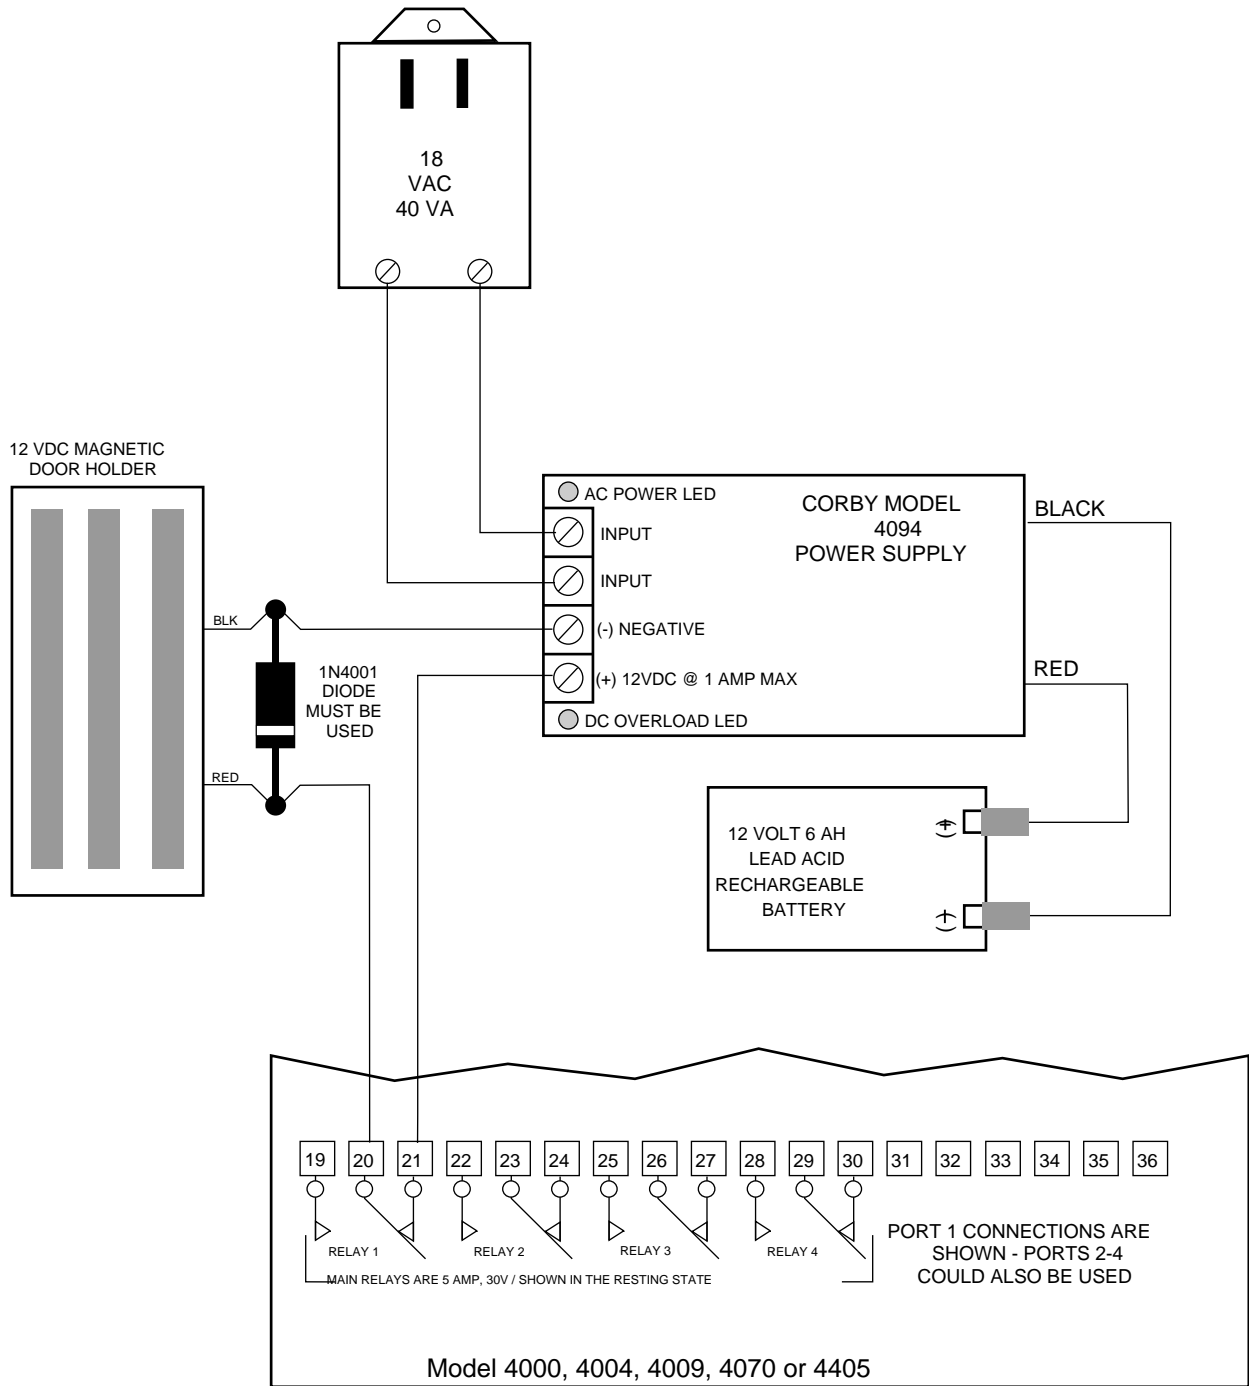 18
VAC
40 VA
12 VDC MAGNETIC
DOOR HOLDER
AC POWER LED
INPUT
INPUT
(-) NEGATIVE
(+) 12VDC @ 1 AMP MAX
DC OVERLOAD LED
CORBY MODEL
4094
POWER SUPPLY
BLACK
RED
BLK
1N4001
DIODE
MUST BE
USED
RED
12 VOLT 6 AH
LEAD ACID
RECHARGEABLE
BATTERY
(+)
(-)
19 20 21 22 23 24 25 26 27 28 29 30 31 32 33 34 35 36
RELAY 1 RELAY 2 RELAY 3 RELAY 4
MAIN RELAYS ARE 5 AMP, 30V / SHOWN IN THE RESTING STATE
PORT 1 CONNECTIONS ARE
SHOWN - PORTS 2-4
COULD ALSO BE USED
Model 4000, 4004, 4009, 4070 or 4405